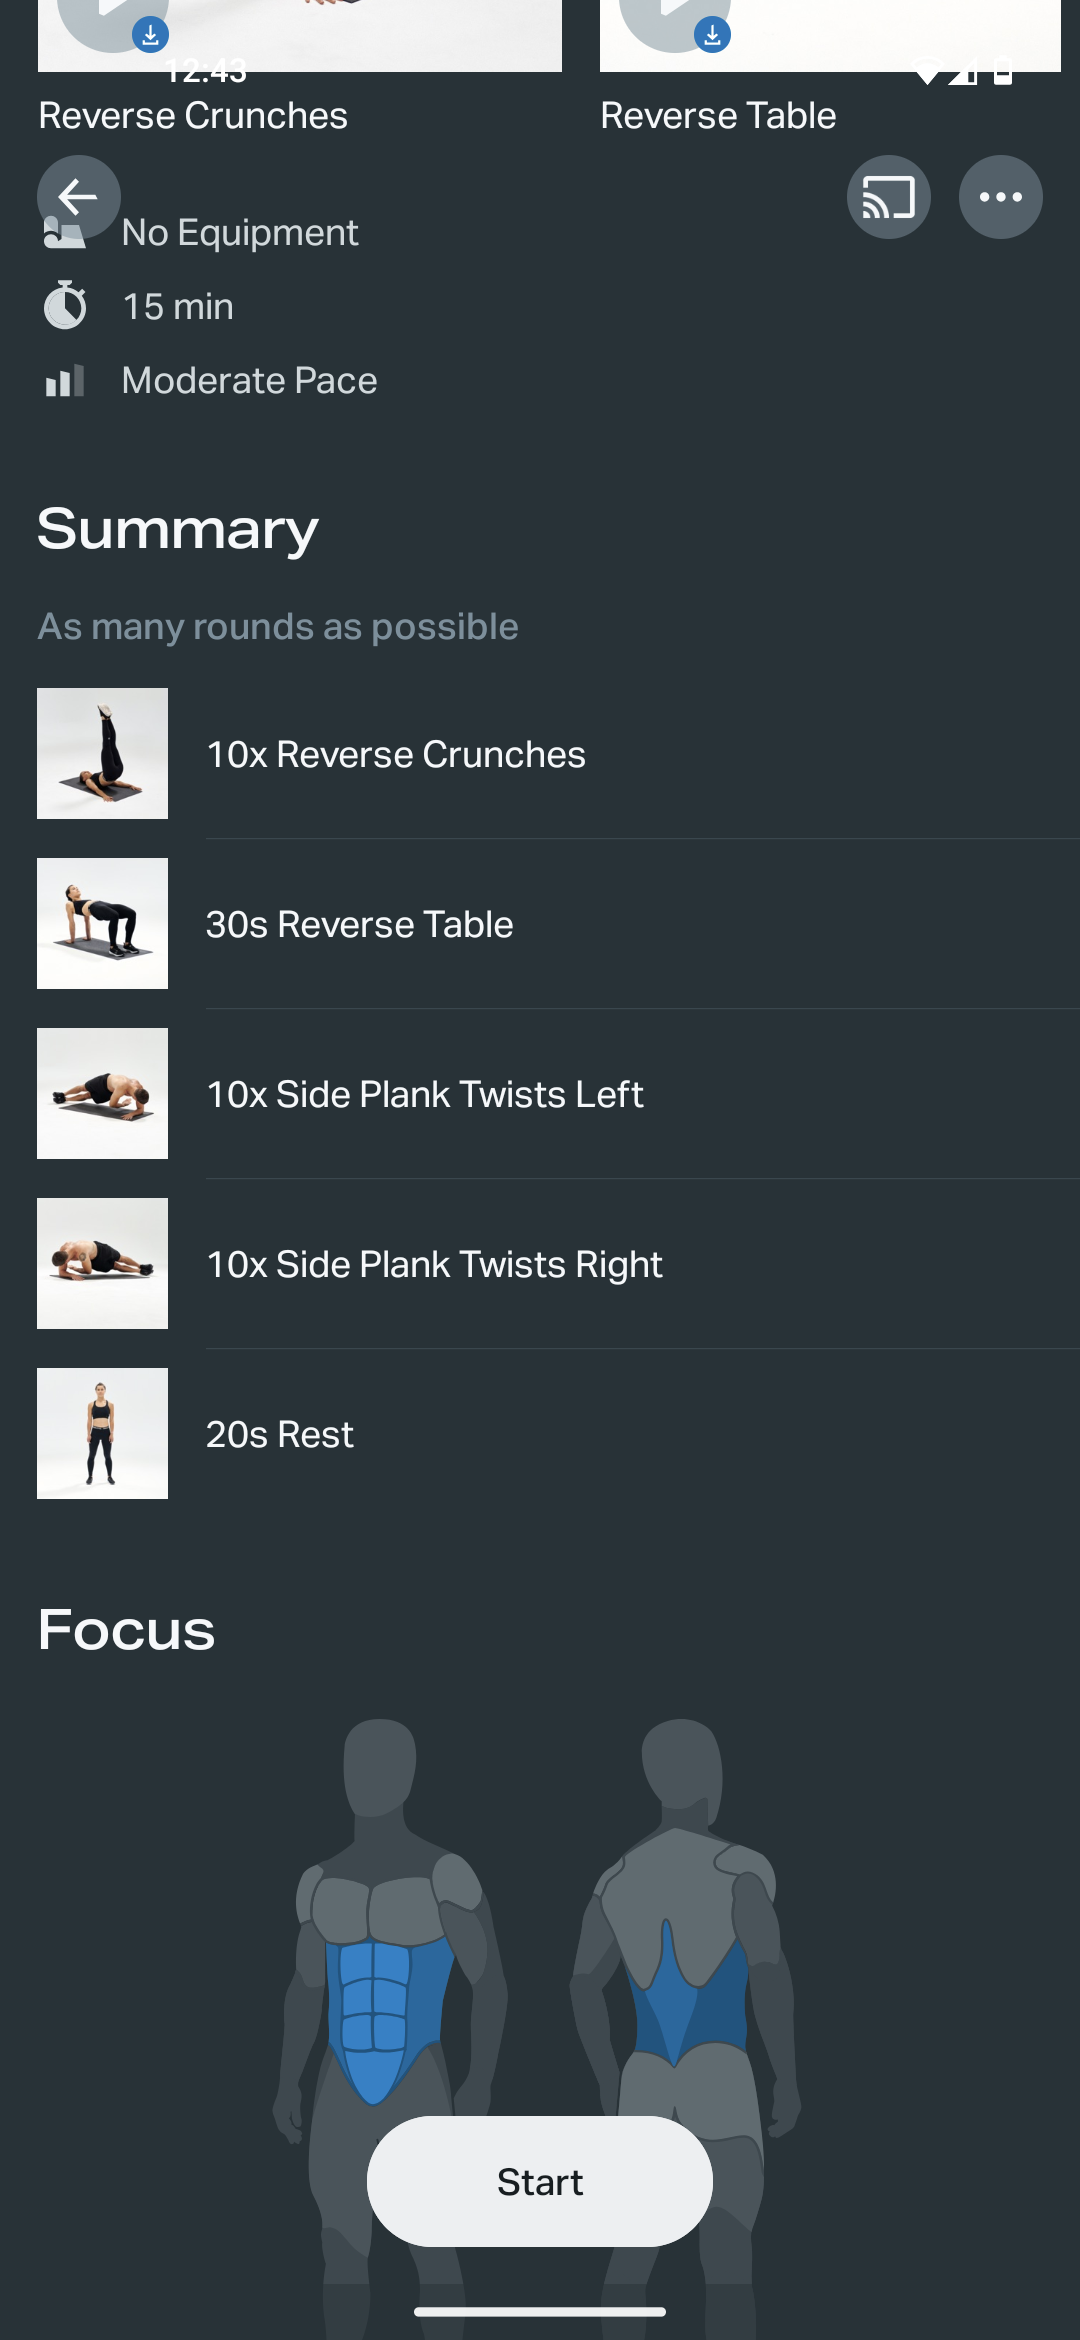 12:43
Reverse Crunches
Reverse Table
No Equipment
15 min
Moderate Pace
Summary
As many rounds as possible
10x Reverse Crunches
30s Reverse Table
10x Side Plank Twists Left
10x Side Plank Twists Right
20s Rest
Focus
Start